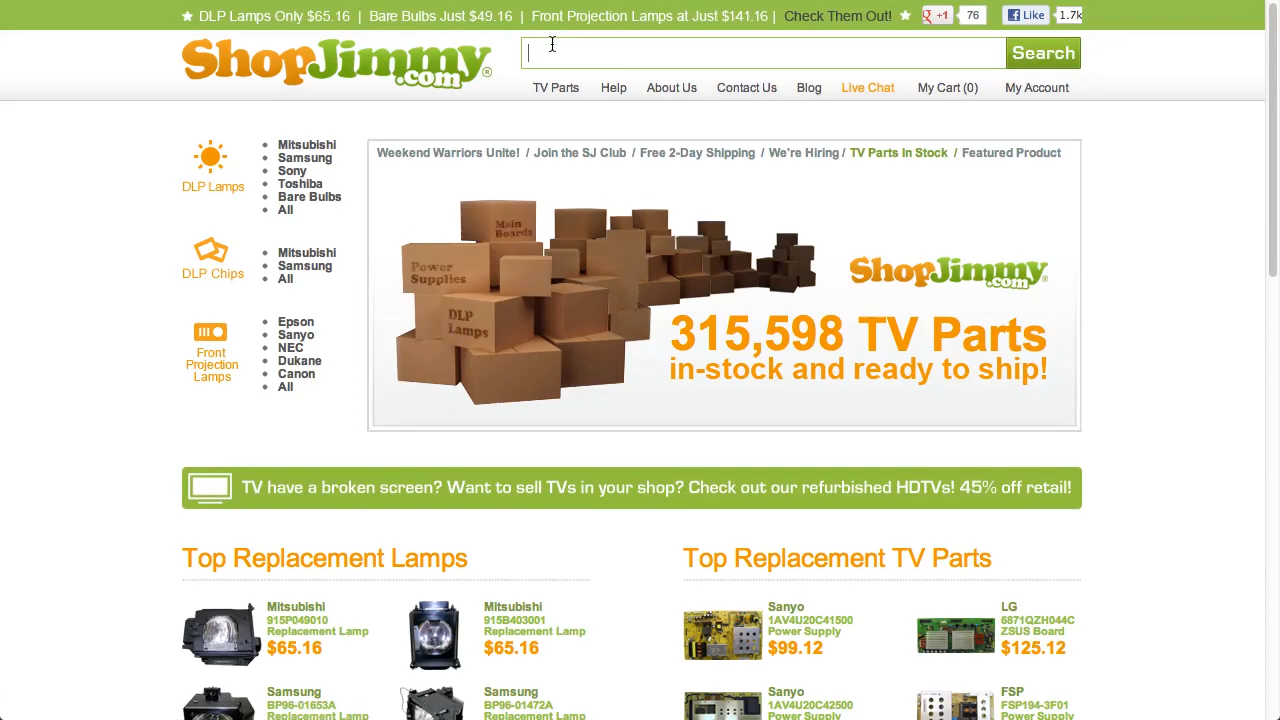 DLP Lamps Only $65.16 | Bare Bulbs Just $49.16 | Front Projection Lamps at Just $141.16 | Check Them Out! +1 76 Like 1.7k
ShopJimmy.com®
Search
TV Parts Help About Us Contact Us Blog Live Chat My Cart (0) My Account
DLP Lamps
Mitsubishi
Samsung
Sony
Toshiba
Bare Bulbs
All
DLP Chips
Mitsubishi
Samsung
All
Front
Projection
Lamps
Epson
Sanyo
NEC
Dukane
Canon
All
Weekend Warriors Unite! / Join the SJ Club / Free 2-Day Shipping / We're Hiring / TV Parts In Stock / Featured Product
Main
Boards
Power
Supplies
DLP
Lamps
ShopJimmy.com®
315,598 TV Parts
in-stock and ready to ship!
TV have a broken screen? Want to sell TVs in your shop? Check out our refurbished HDTVs! 45% off retail!
Top Replacement Lamps
Mitsubishi
915P049010
Replacement Lamp
$65.16
Mitsubishi
915B403001
Replacement Lamp
$65.16
Samsung
BP96-01653A
Replacement Lamp
Samsung
BP96-01472A
Replacement Lamp
Top Replacement TV Parts
Sanyo
1AV4U20C41500
Power Supply
$99.12
LG
6871QZH044C
ZSUS Board
$125.12
Sanyo
1AV4U20C42500
Power Supply
FSP
FSP194-3F01
Power Supply